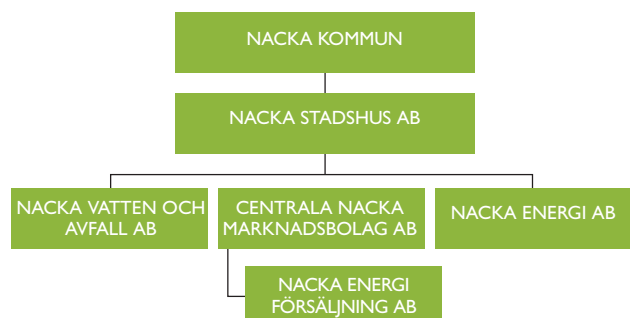 NACKA KOMMUN
NACKA STADSHUS AB
NACKA VATTEN OCH
AVFALL AB
CENTRALA NACKA
MARKNADSBOLAG AB
NACKA ENERGI AB
NACKA ENERGI
FÖRSÄLJNING AB